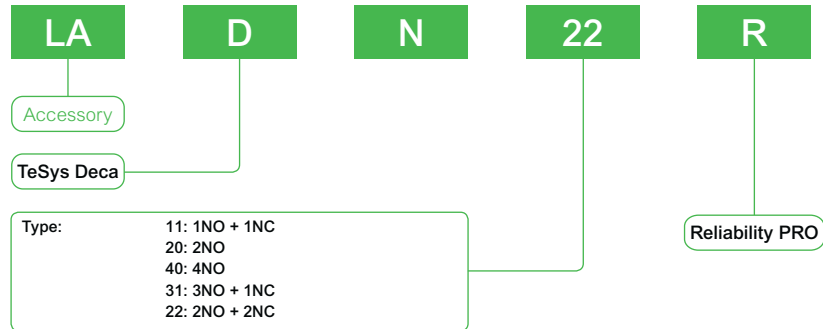 LA D N 22 R
Accessory
TeSys Deca
Type: 11: 1NO + 1NC
20: 2NO
40: 4NO
31: 3NO + 1NC
22: 2NO + 2NC
Reliability PRO